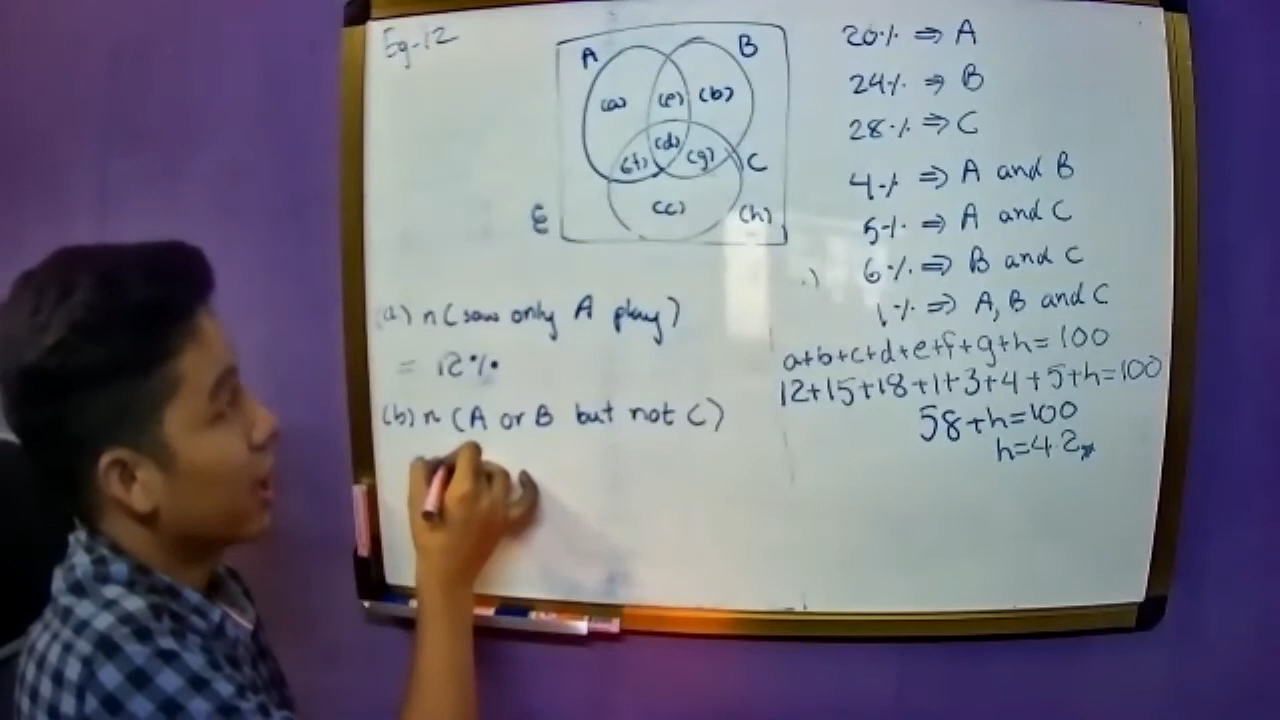 Eg-12
A
B
(a)
(e)
(b)
(d)
(f)
(g)
C
(c)
(h)
ξ
20% ⇒ A
24% ⇒ B
28% ⇒ C
4% ⇒ A and B
5% ⇒ A and C
6% ⇒ B and C
1% ⇒ A, B and C
a+b+c+d+e+f+g+h=100
12+15+18+1+3+4+5+h=100
58+h=100
h=42
(a) n(saw only A play)
= 12%
(b) n (A or B but not C)